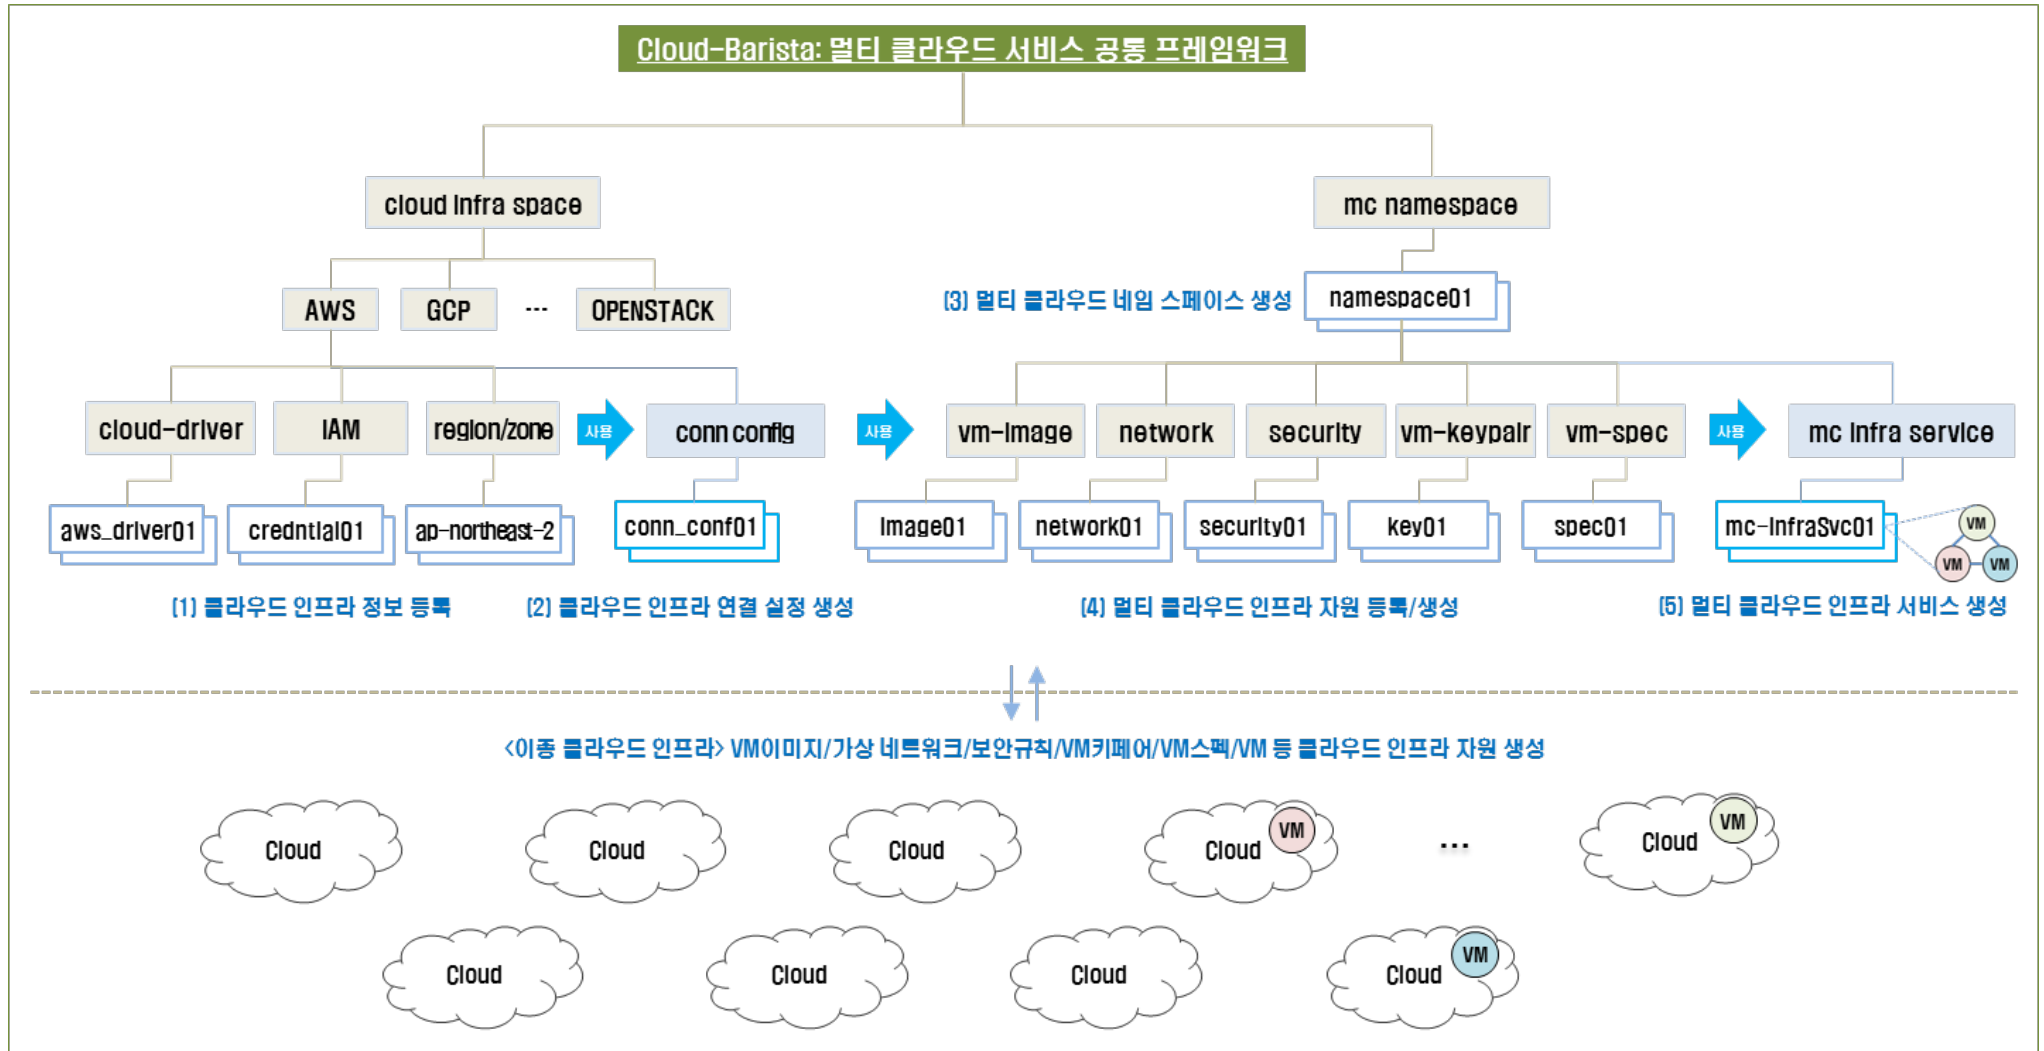 Cloud-Barista: 멀티 클라우드 서비스 공통 프레임워크
cloud infra space
mc namespace
AWS
GCP
...
OPENSTACK
(3) 멀티 클라우드 네임 스페이스 생성
namespace01
cloud-driver
IAM
region/zone
사용
conn config
사용
vm-image
network
security
vm-keypair
vm-spec
사용
mc infra service
aws_driver01
credntial01
ap-northeast-2
conn_conf01
image01
network01
security01
key01
spec01
mc-infraSvc01
VM
VM
VM
(1) 클라우드 인프라 정보 등록
(2) 클라우드 인프라 연결 설정 생성
(4) 멀티 클라우드 인프라 자원 등록/생성
(5) 멀티 클라우드 인프라 서비스 생성
<이종 클라우드 인프라> VM이미지/가상 네트워크/보안규칙/VM키페어/VM스펙/VM 등 클라우드 인프라 자원 생성
Cloud
Cloud
Cloud
Cloud
VM
...
Cloud
VM
Cloud
Cloud
Cloud
Cloud
VM